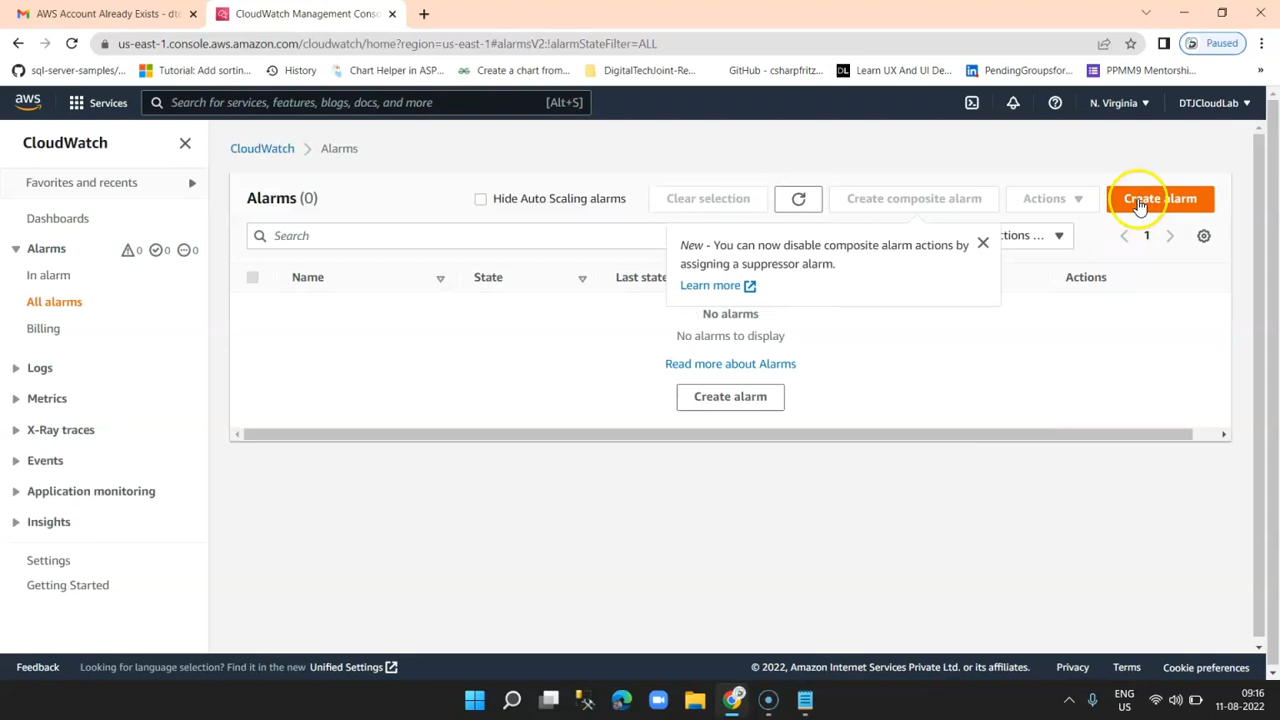 AWS Account Already Exists - dte
CloudWatch Management Conso
us-east-1.console.aws.amazon.com/cloudwatch/home?region=us-east-1#alarmsV2:!alarmStateFilter=ALL
Paused
sql-server-samples/...
Tutorial: Add sortin...
History
Chart Helper in ASP...
Create a chart from...
DigitalTechJoint-Re...
GitHub - csharpfritz...
DL
Learn UX And UI De...
PendingGroupsfor...
PPMM9 Mentorshi...
»
aws
Services
Search for services, features, blogs, docs, and more
[Alt+S]
N. Virginia
DTJCloudLab
CloudWatch
Favorites and recents
Dashboards
Alarms
0
0
0
In alarm
All alarms
Billing
Logs
Metrics
X-Ray traces
Events
Application monitoring
Insights
Settings
Getting Started
CloudWatch
Alarms
Alarms (0)
Hide Auto Scaling alarms
Clear selection
Create composite alarm
Actions
Create alarm
Search
ctions ...
1
New - You can now disable composite alarm actions by
assigning a suppressor alarm.
Learn more
Name
State
Last state
Actions
No alarms
No alarms to display
Read more about Alarms
Create alarm
Feedback
Looking for language selection? Find it in the new Unified Settings
© 2022, Amazon Internet Services Private Ltd. or its affiliates.
Privacy
Terms
Cookie preferences
ENG
US
09:16
11-08-2022